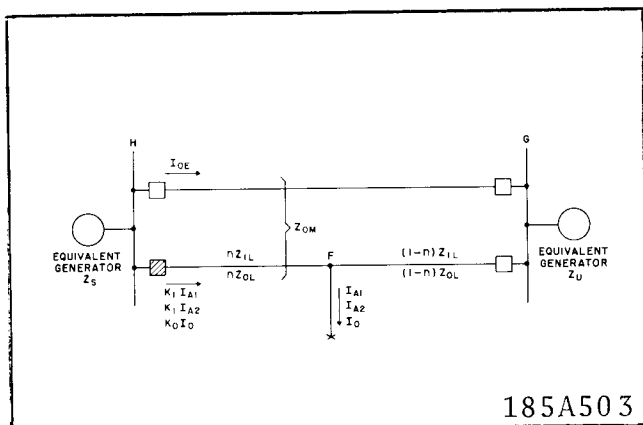 H
G
I0E
Z0M
EQUIVALENT
GENERATOR
ZS
nZ1L
nZ0L
F
(1-n) Z1L
(1-n) Z0L
EQUIVALENT
GENERATOR
ZU
K1 IA1
K1 IA2
K0 I0
IA1
IA2
I0
185A503